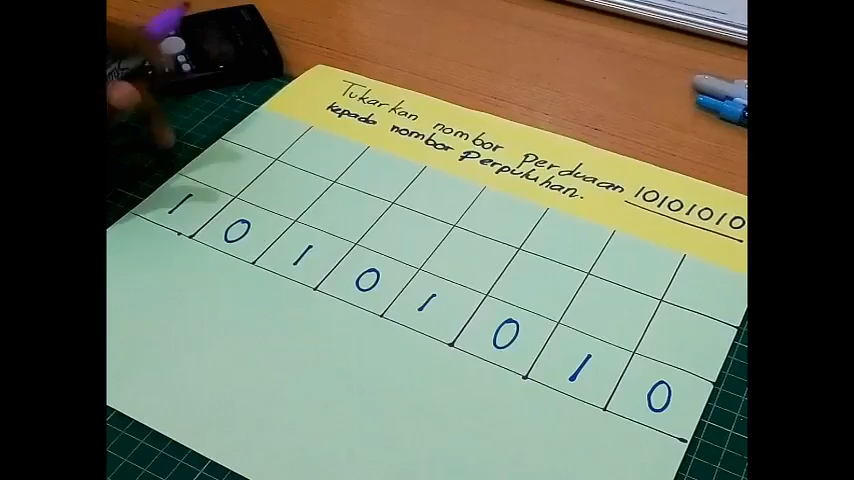 Tukarkan nombor Perduaan 10101010
kepada nombor Perpuluhan.
1 0 1 0 1 0 1 0